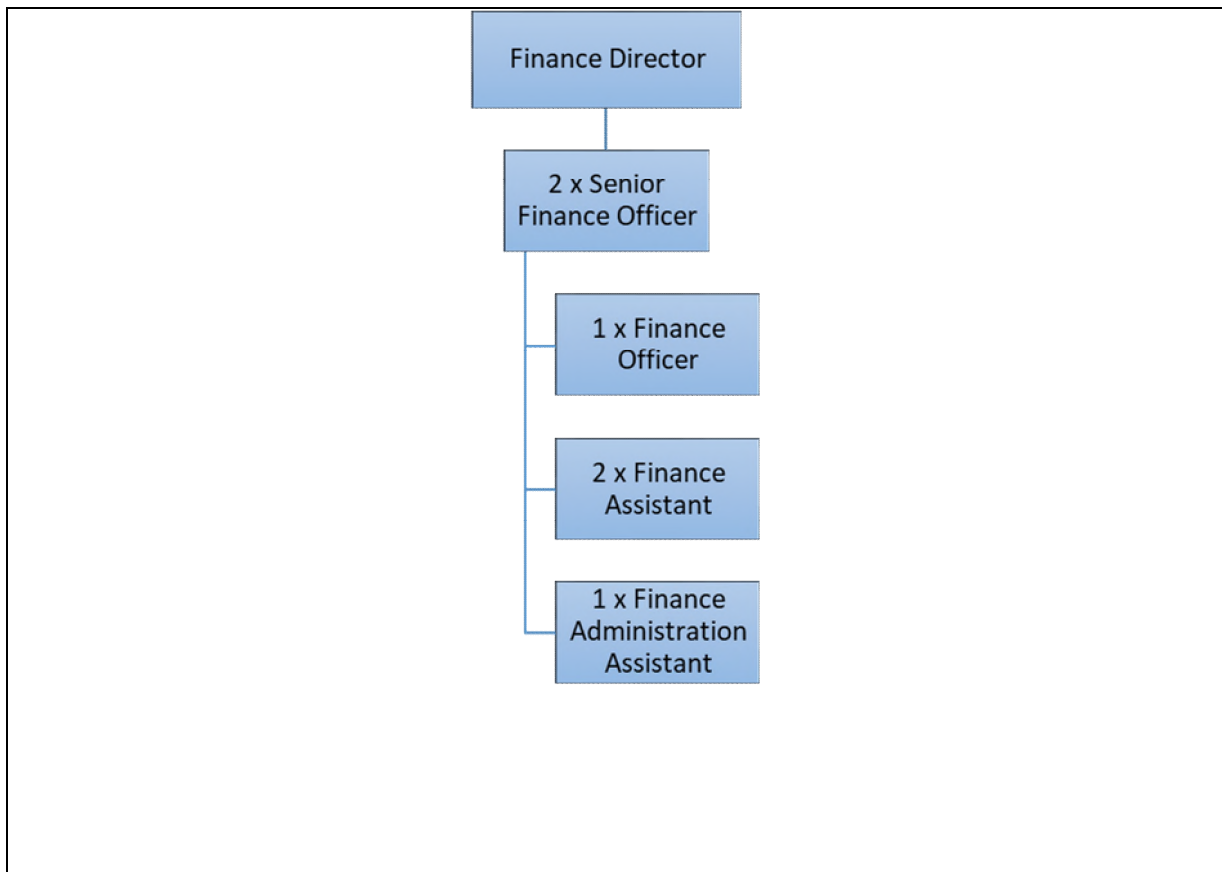 Finance Director
2 x Senior
Finance Officer
1 x Finance
Officer
2 x Finance
Assistant
1 x Finance
Administration
Assistant